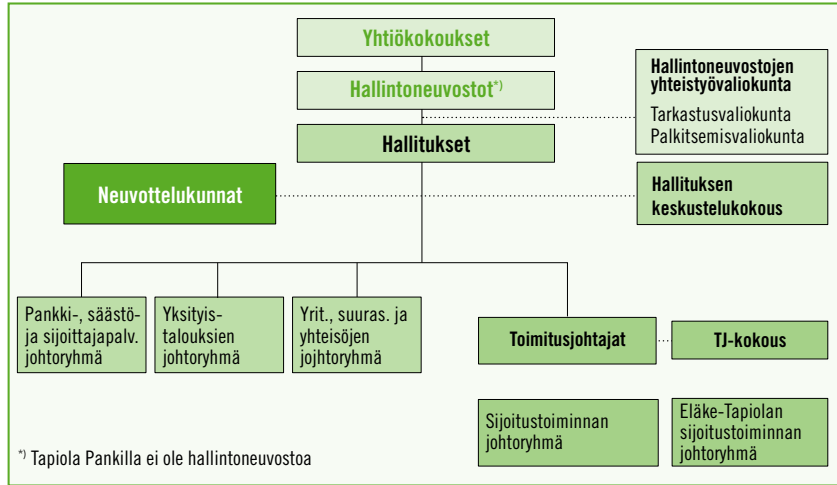 Yhtiökokoukset
Hallintoneuvostot*)
Hallintoneuvostojen
yhteistyövaliokunta
Tarkastusvaliokunta
Palkitsemisvaliokunta
Hallitukset
Neuvottelukunnat
Hallituksen
keskustelukokous
Pankki-, säästö-
ja sijoittajapalv.
johtoryhmä
Yksityis-
talouksien
johtoryhmä
Yrit., suuras. ja
yhteisöjen
jojhtoryhmä
Toimitusjohtajat
TJ-kokous
Sijoitustoiminnan
johtoryhmä
Eläke-Tapiolan
sijoitustoiminnan
johtoryhmä
*) Tapiola Pankilla ei ole hallintoneuvostoa